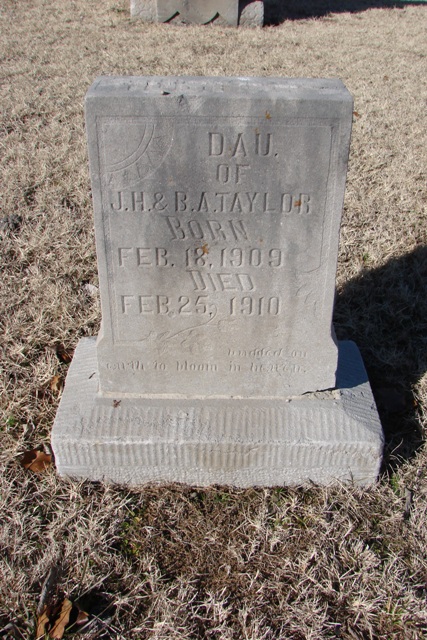 DAU.
OF
J.H.& B.A.TAYLOR
BORN
FEB. 18, 1909
DIED
FEB.25, 1910
budded on
earth to bloom in heaven.